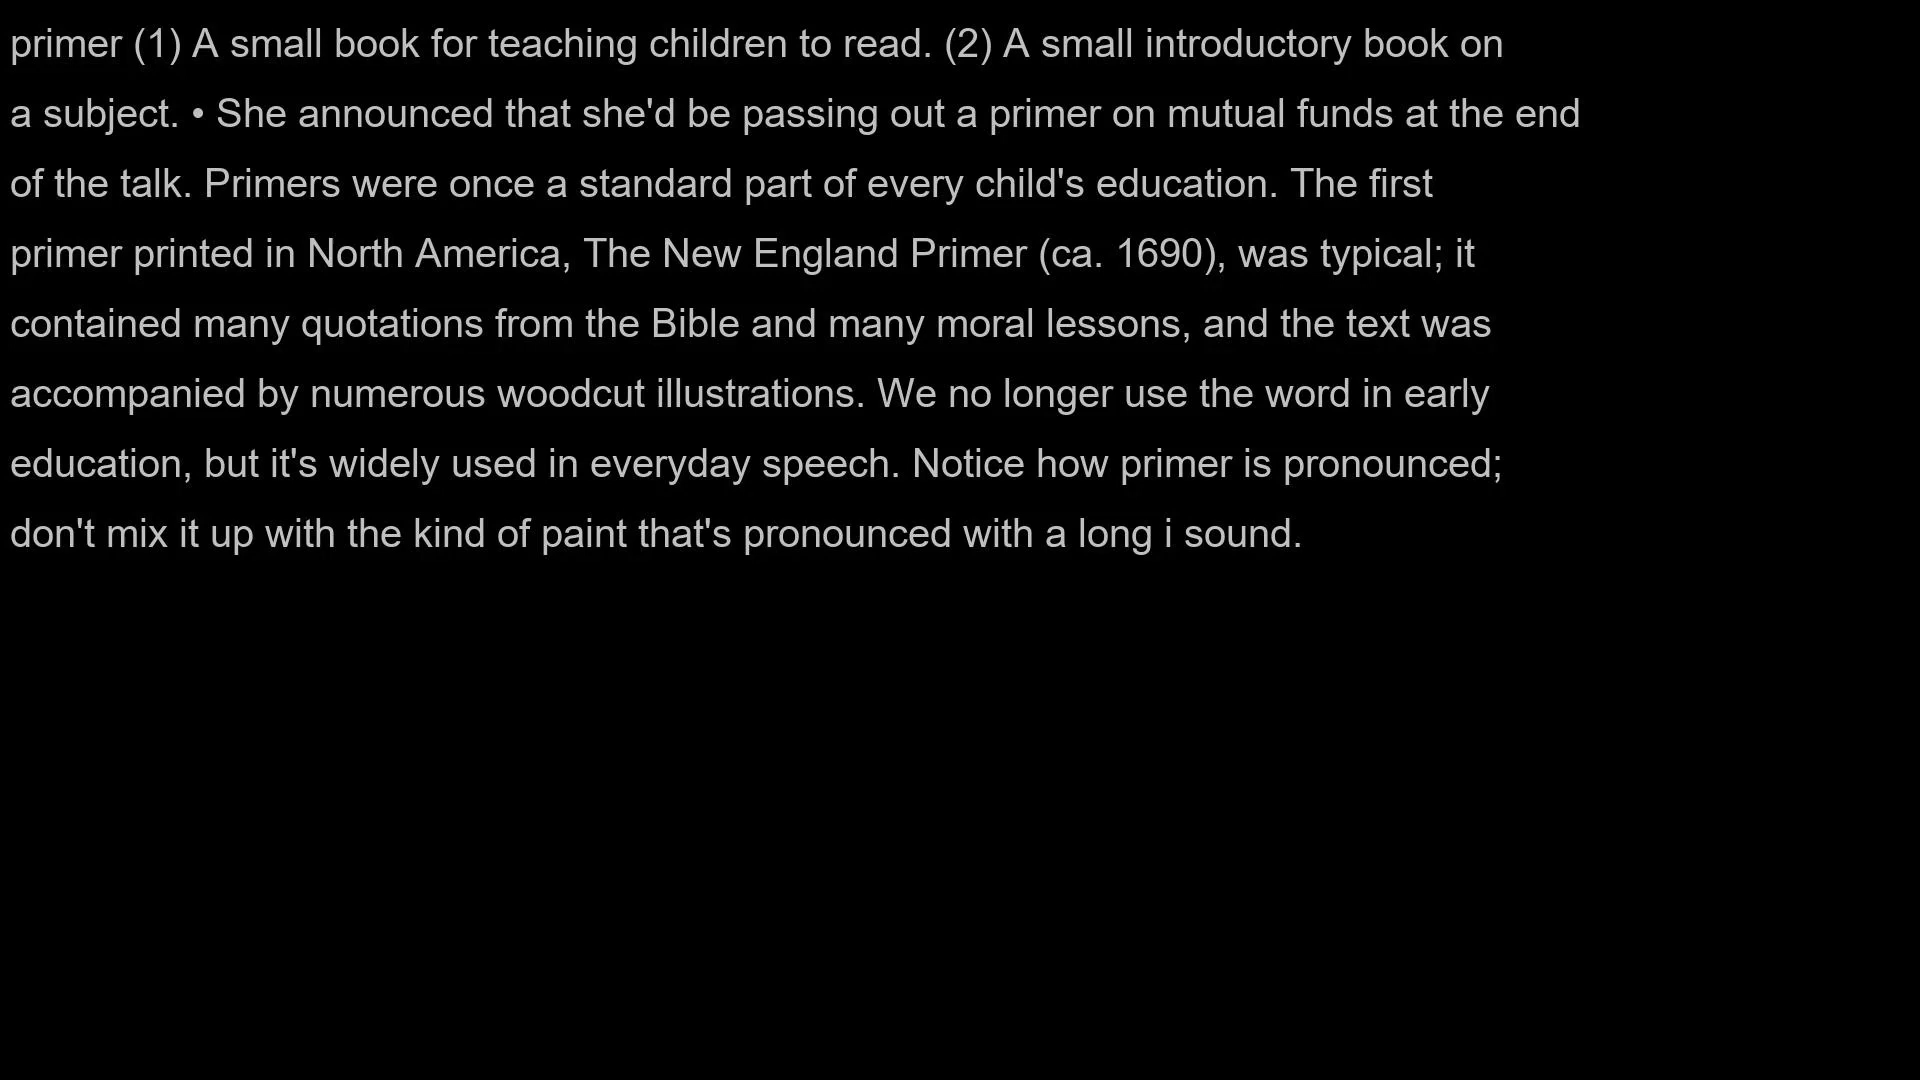 primer (1) A small book for teaching children to read. (2) A small introductory book on
a subject. • She announced that she'd be passing out a primer on mutual funds at the end
of the talk. Primers were once a standard part of every child's education. The first
primer printed in North America, The New England Primer (ca. 1690), was typical; it
contained many quotations from the Bible and many moral lessons, and the text was
accompanied by numerous woodcut illustrations. We no longer use the word in early
education, but it's widely used in everyday speech. Notice how primer is pronounced;
don't mix it up with the kind of paint that's pronounced with a long i sound.